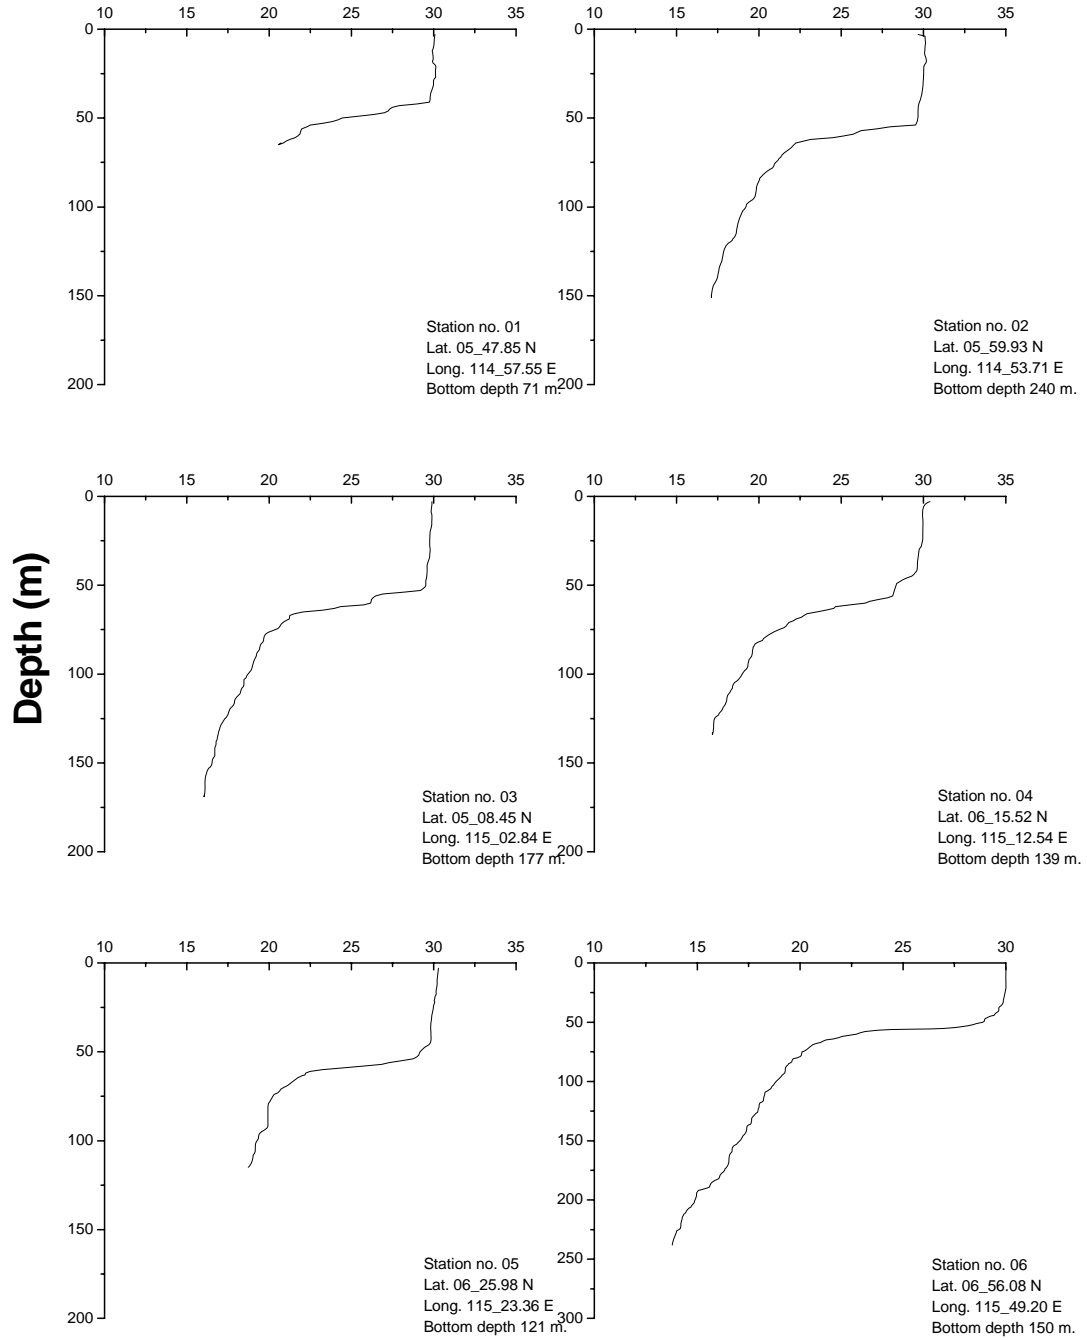 10 15 20 25 30 35
0
50
100
150
200
Station no. 01
Lat. 05_47.85 N
Long. 114_57.55 E
Bottom depth 71 m.
10 15 20 25 30 35
0
50
100
150
200
Station no. 02
Lat. 05_59.93 N
Long. 114_53.71 E
Bottom depth 240 m.
Depth (m)
10 15 20 25 30 35
0
50
100
150
200
Station no. 03
Lat. 05_08.45 N
Long. 115_02.84 E
Bottom depth 177 m.
10 15 20 25 30 35
0
50
100
150
200
Station no. 04
Lat. 06_15.52 N
Long. 115_12.54 E
Bottom depth 139 m.
10 15 20 25 30 35
0
50
100
150
200
Station no. 05
Lat. 06_25.98 N
Long. 115_23.36 E
Bottom depth 121 m.
10 15 20 25 30
0
50
100
150
200
250
300
Station no. 06
Lat. 06_56.08 N
Long. 115_49.20 E
Bottom depth 150 m.